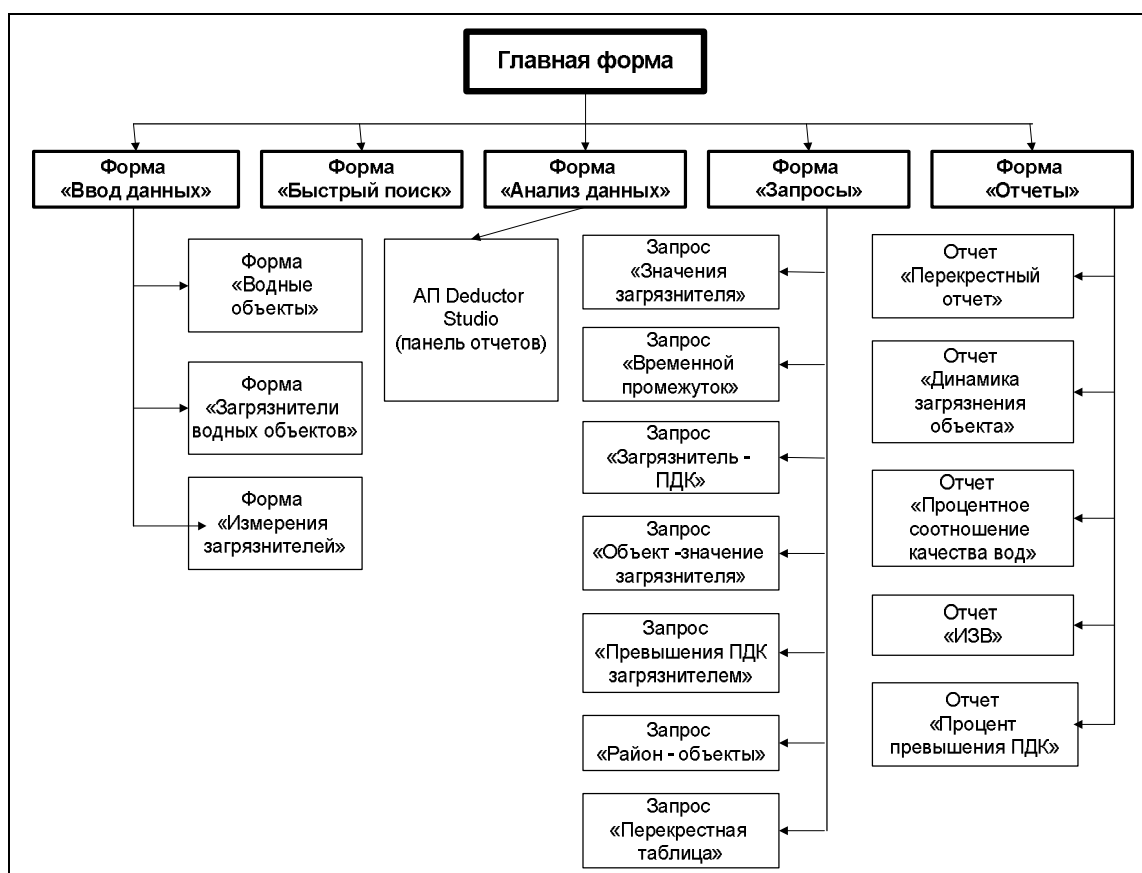 Главная форма
Форма
«Ввод данных»
Форма
«Быстрый поиск»
Форма
«Анализ данных»
Форма
«Запросы»
Форма
«Отчеты»
Форма
«Водные
объекты»
Форма
«Загрязнители
водных объектов»
Форма
«Измерения
загрязнителей»
АП Deductor
Studio
(панель отчетов)
Запрос
«Значения
загрязнителя»
Запрос
«Временной
промежуток»
Запрос
«Загрязнитель -
ПДК»
Запрос
«Объект -значение
загрязнителя»
Запрос
«Превышения ПДК
загрязнителем»
Запрос
«Район - объекты»
Запрос
«Перекрестная
таблица»
Отчет
«Перекрестный
отчет»
Отчет
«Динамика
загрязнения
объекта»
Отчет
«Процентное
соотношение
качества вод»
Отчет
«ИЗВ»
Отчет
«Процент
превышения ПДК»